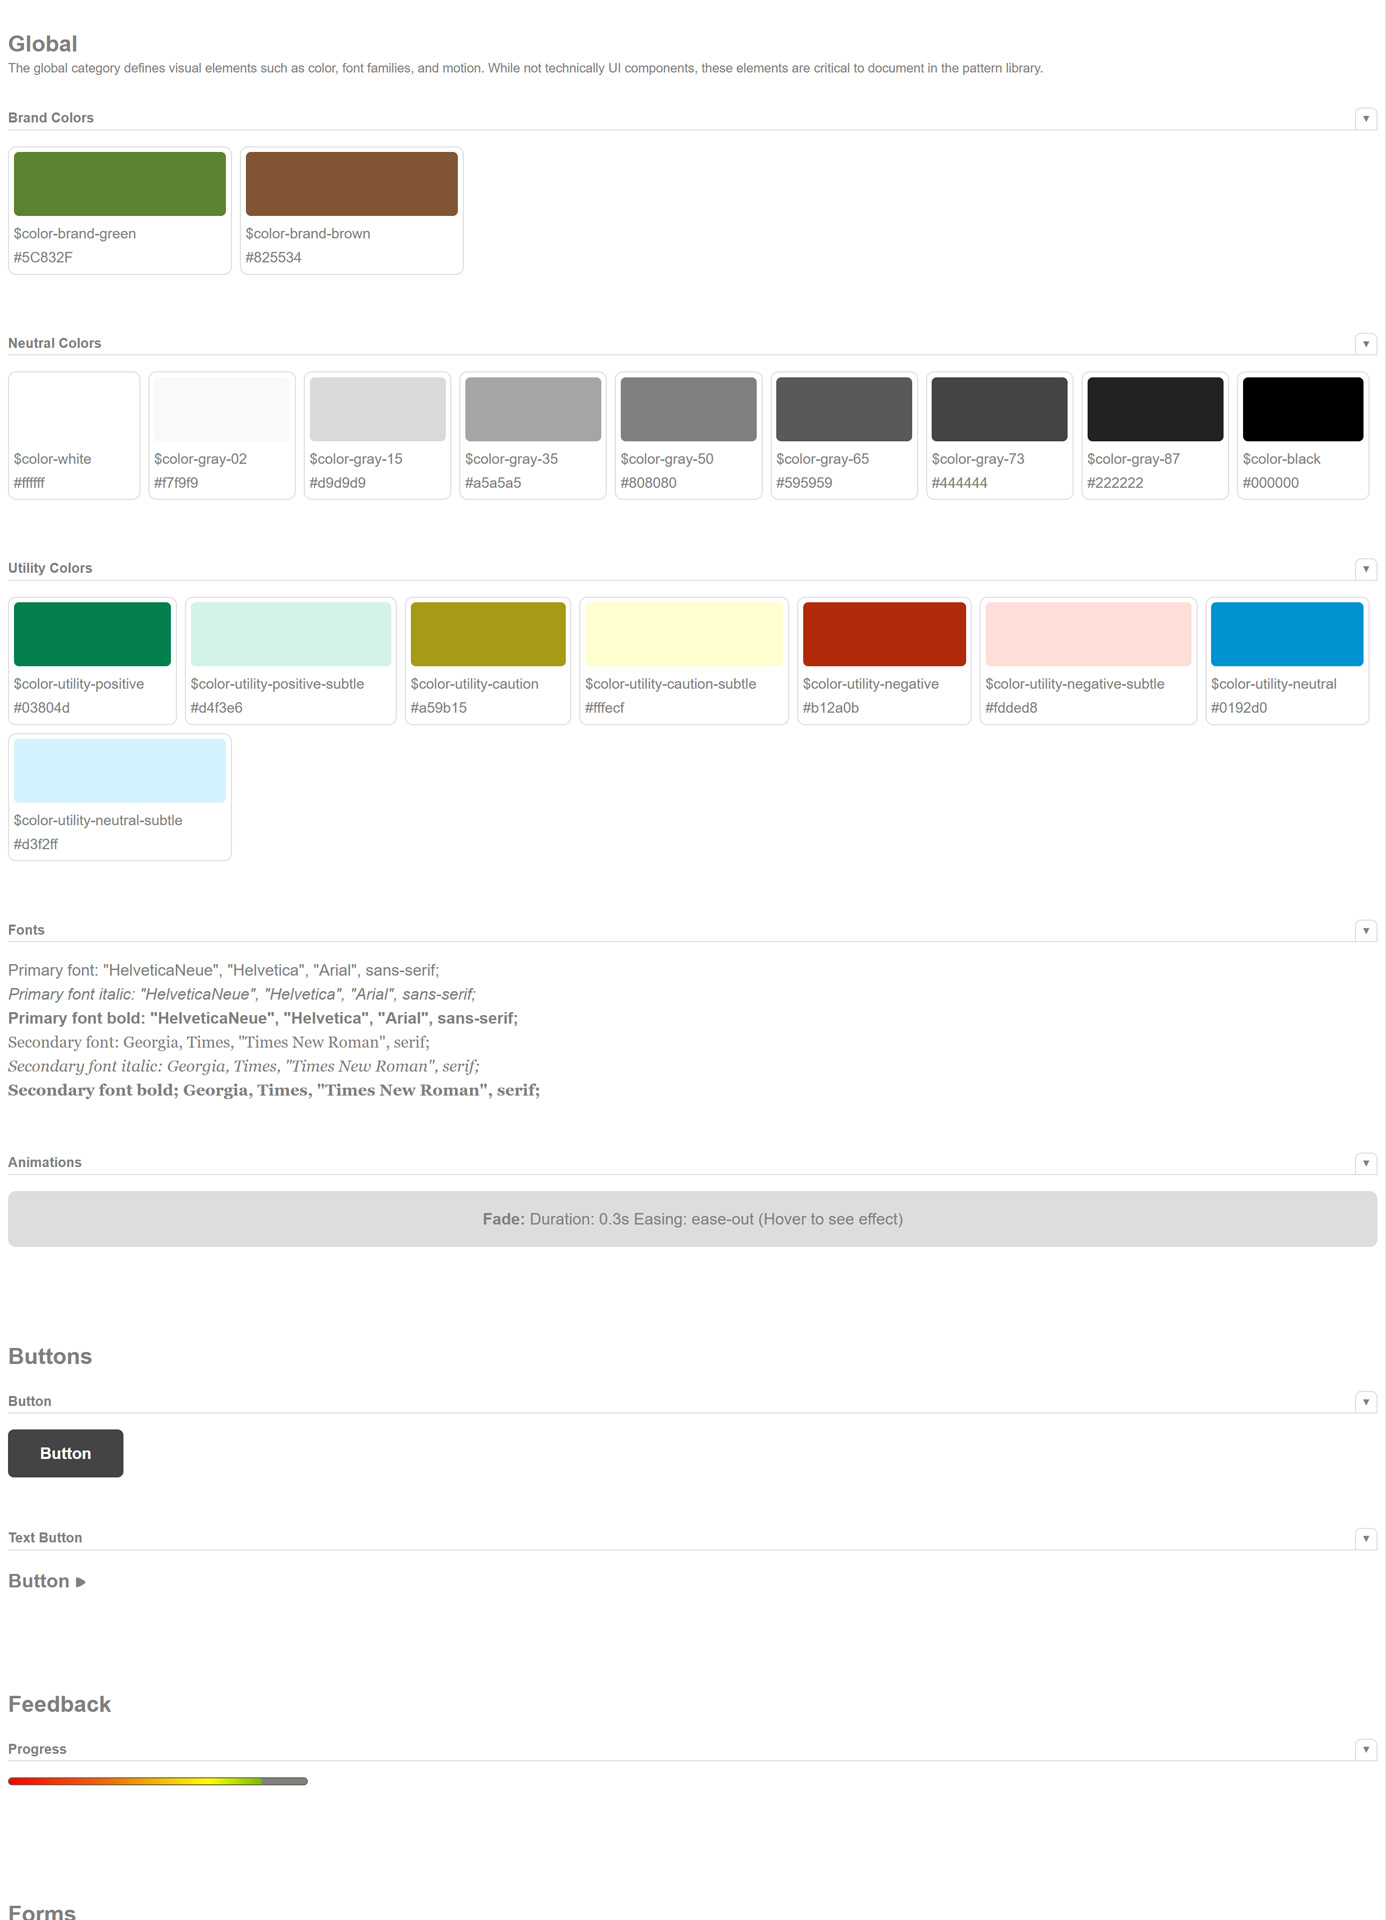 Global
The global category defines visual elements such as color, font families, and motion. While not technically UI components, these elements are critical to document in the pattern library.
Brand Colors
$color-brand-green
#5C832F
$color-brand-brown
#825534
Neutral Colors
$color-white
#ffffff
$color-gray-02
#f7f9f9
$color-gray-15
#d9d9d9
$color-gray-35
#a5a5a5
$color-gray-50
#808080
$color-gray-65
#595959
$color-gray-73
#444444
$color-gray-87
#222222
$color-black
#000000
Utility Colors
$color-utility-positive
#03804d
$color-utility-positive-subtle
#d4f3e6
$color-utility-caution
#a59b15
$color-utility-caution-subtle
#fffecf
$color-utility-negative
#b12a0b
$color-utility-negative-subtle
#fdded8
$color-utility-neutral
#0192d0
$color-utility-neutral-subtle
#d3f2ff
Fonts
Primary font: "HelveticaNeue", "Helvetica", "Arial", sans-serif;
Primary font italic: "HelveticaNeue", "Helvetica", "Arial", sans-serif;
Primary font bold: "HelveticaNeue", "Helvetica", "Arial", sans-serif;
Secondary font: Georgia, Times, "Times New Roman", serif;
Secondary font italic: Georgia, Times, "Times New Roman", serif;
Secondary font bold; Georgia, Times, "Times New Roman", serif;
Animations
Fade: Duration: 0.3s Easing: ease-out (Hover to see effect)
Buttons
Button
Button
Text Button
Button
Feedback
Progress
Forms